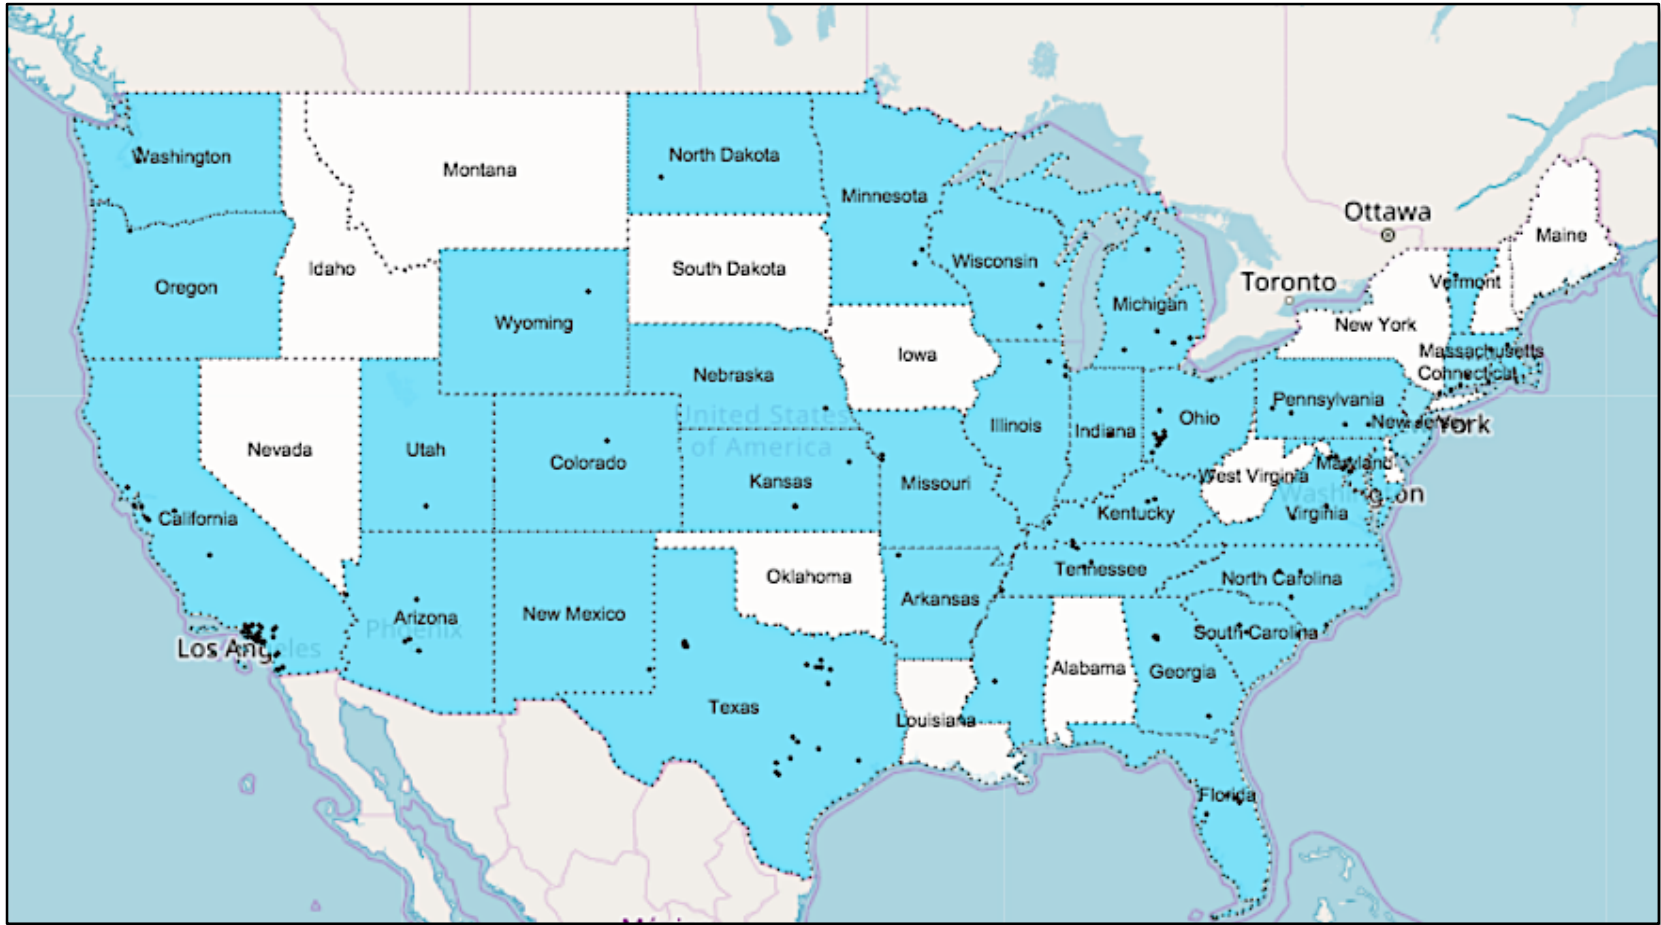 Ottawa
Washington
North Dakota
Montana
Minnesota
Maine
Wisconsin
Idaho
South Dakota
Toronto
Vermont
Oregon
Michigan
Wyoming
New York
Iowa
Massachusetts
Connecticut
Nebraska
Pennsylvania
United States
of America
Ohio
New Jersey
York
Illinois
Indiana
Nevada
Utah
Colorado
Maryland
Kansas
Missouri
West Virginia
Washington
California
Kentucky
Virginia
Tennessee
Oklahoma
North Carolina
Arkansas
Arizona
New Mexico
Phoenix
South Carolina
Los Angeles
Alabama
Georgia
Texas
Louisiana
Florida